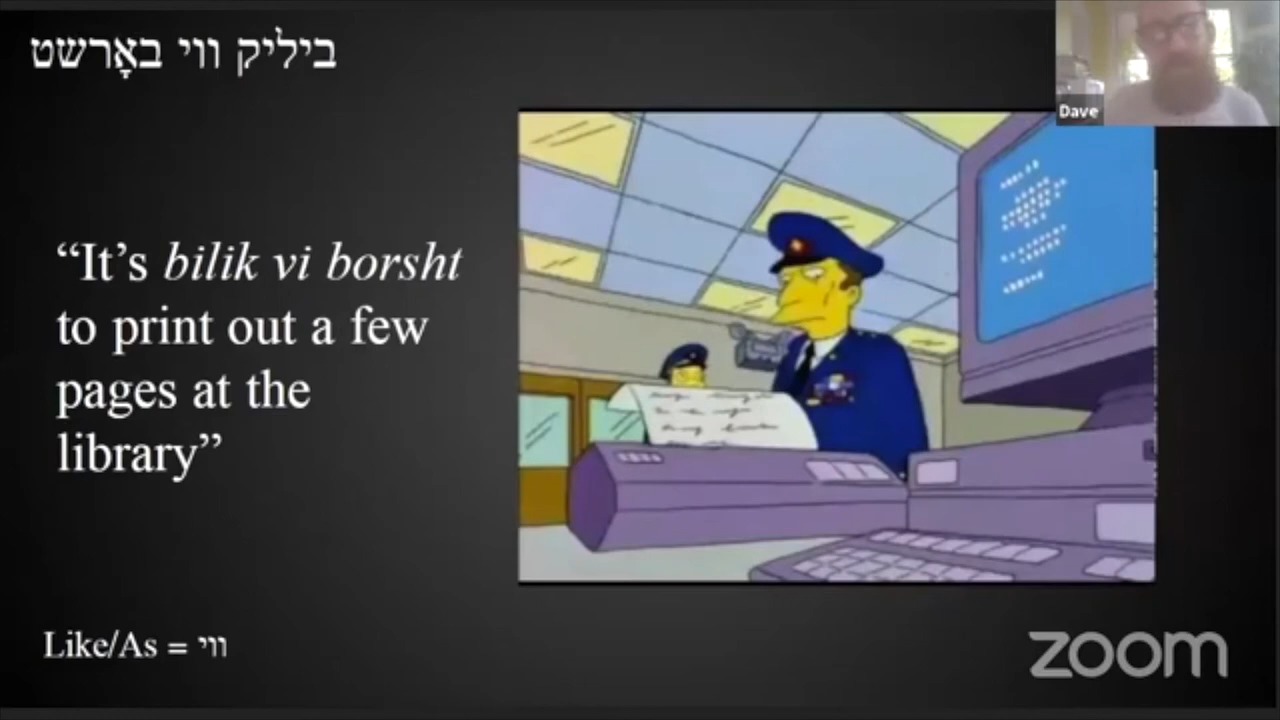 ביליק ווי באָרשט
Dave
“It’s bilik vi borsht
to print out a few
pages at the
library”
Like/As = ווי
zoom